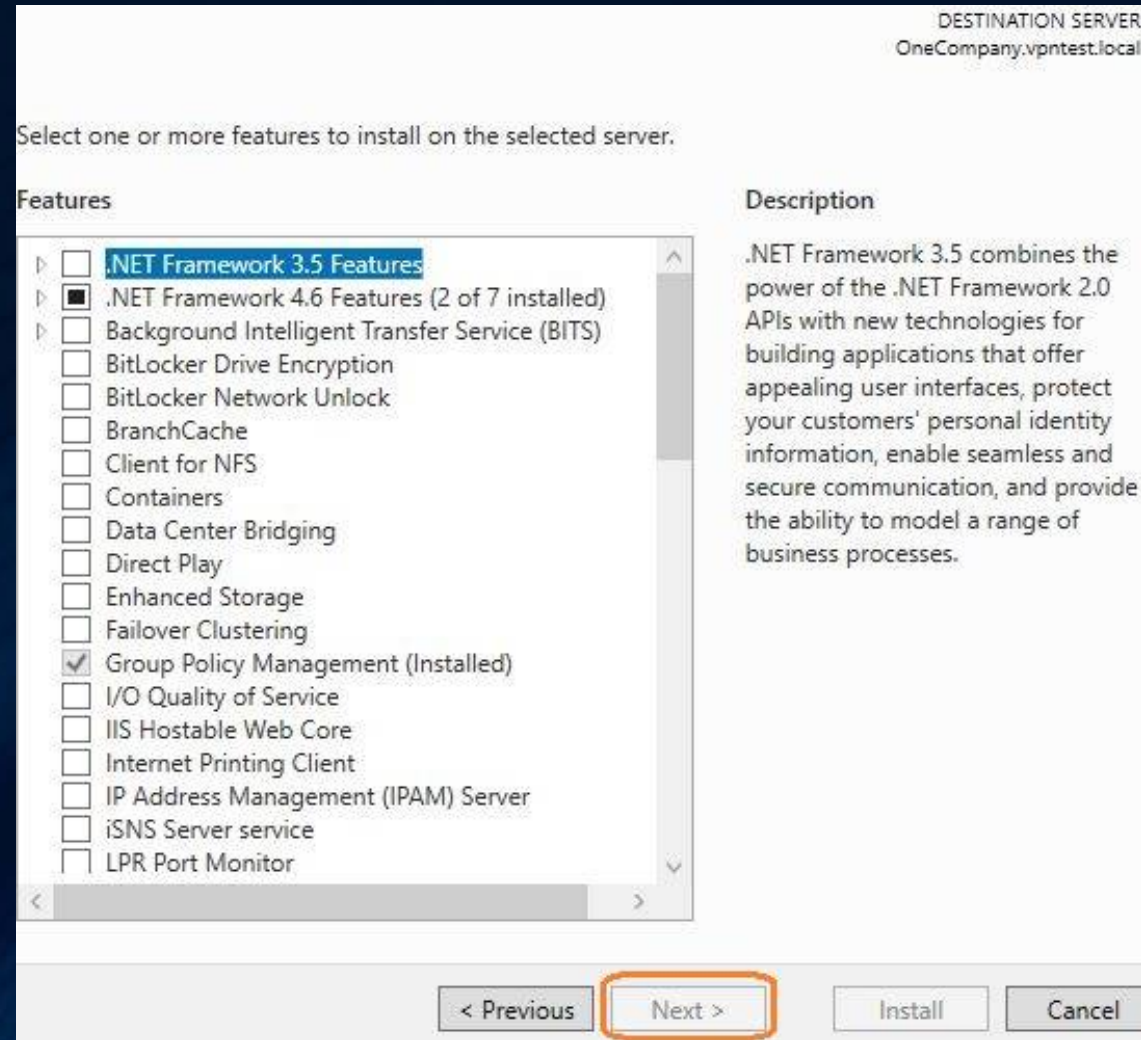 DESTINATION SERVER
OneCompany.vpntest.local
Select one or more features to install on the selected server.
Features
.NET Framework 3.5 Features
.NET Framework 4.6 Features (2 of 7 installed)
Background Intelligent Transfer Service (BITS)
BitLocker Drive Encryption
BitLocker Network Unlock
BranchCache
Client for NFS
Containers
Data Center Bridging
Direct Play
Enhanced Storage
Failover Clustering
Group Policy Management (Installed)
I/O Quality of Service
IIS Hostable Web Core
Internet Printing Client
IP Address Management (IPAM) Server
iSNS Server service
LPR Port Monitor
Description
.NET Framework 3.5 combines the
power of the .NET Framework 2.0
APIs with new technologies for
building applications that offer
appealing user interfaces, protect
your customers' personal identity
information, enable seamless and
secure communication, and provide
the ability to model a range of
business processes.
< Previous
Next >
Install
Cancel